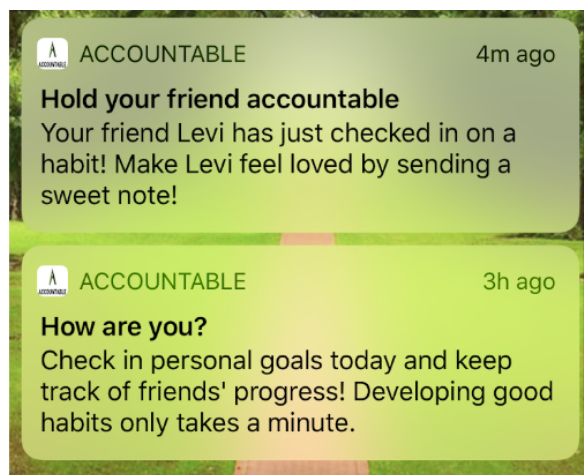 ACCOUNTABLE 4m ago
Hold your friend accountable
Your friend Levi has just checked in on a
habit! Make Levi feel loved by sending a
sweet note!
ACCOUNTABLE 3h ago
How are you?
Check in personal goals today and keep
track of friends' progress! Developing good
habits only takes a minute.